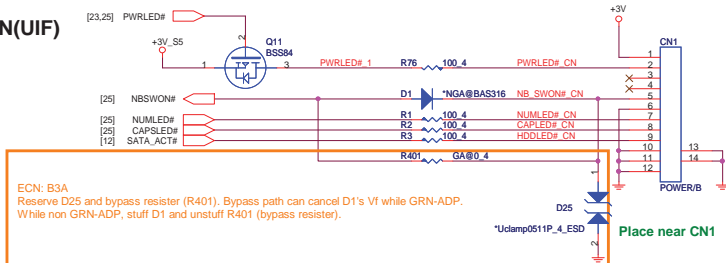 N(UIF)
[23,25] PWRLED#
+3V_S5
Q11
BSS84
1
2
3
PWRLED#_1
R76
100_4
PWRLED#_CN
+3V
CN1
[25] NBSWON#
D1
*NGA@BAS316
NB_SWON#_CN
[25] NUMLED#
R1
100_4
NUMLED#_CN
[25] CAPSLED#
R2
100_4
CAPLED#_CN
[12] SATA_ACT#
R3
100_4
HDDLED#_CN
R401
GA@0_4
1
2
3
4
5
6
7
8
9
10
11
12
13
14
POWER/B
ECN: B3A
Reserve D25 and bypass resister (R401). Bypass path can cancel D1's Vf while GRN-ADP.
While non GRN-ADP, stuff D1 and unstuff R401 (bypass resister).
1
D25
*Uclamp0511P_4_ESD
2
Place near CN1